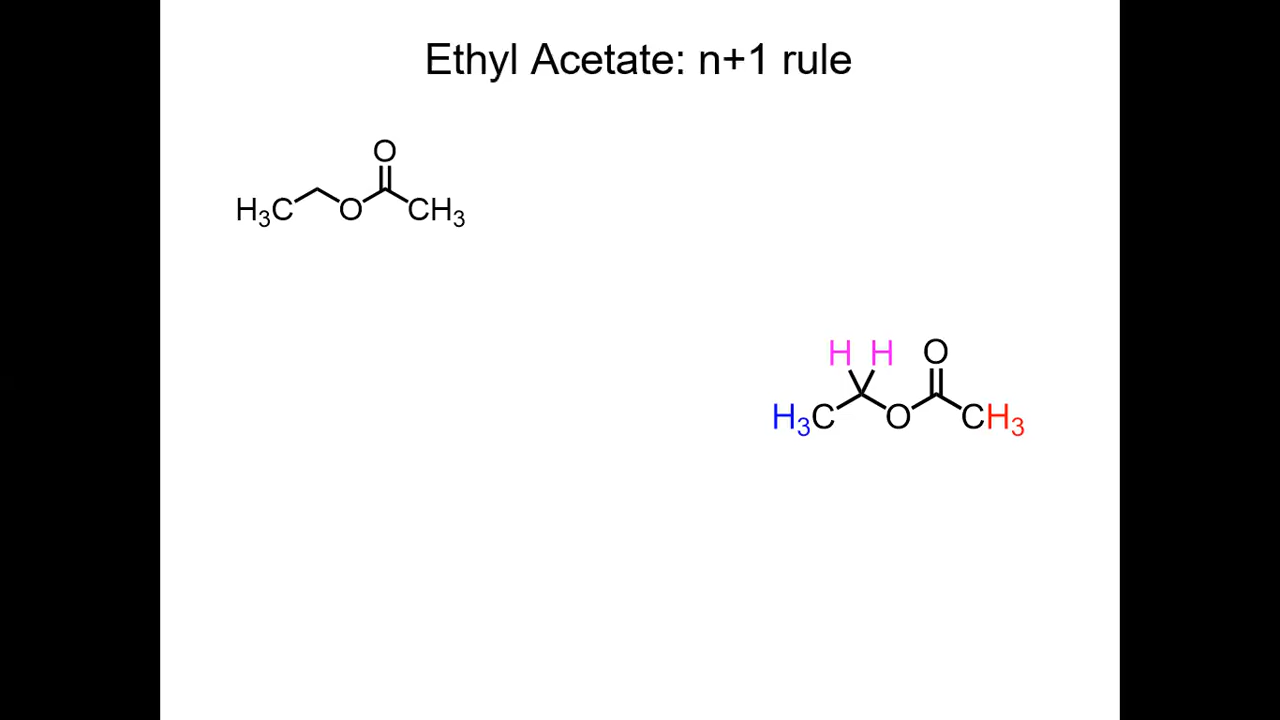 Ethyl Acetate: n+1 rule
O
H₃C O CH₃
H H O
H₃C O CH₃